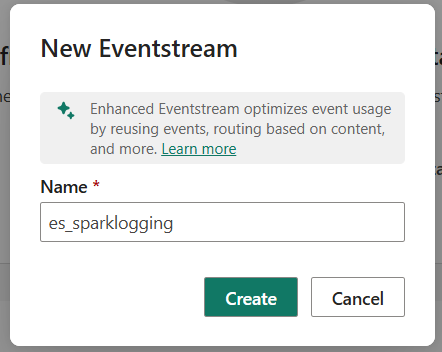 New Eventstream
Enhanced Eventstream optimizes event usage
by reusing events, routing based on content,
and more. Learn more
Name *
es_sparklogging
Create Cancel